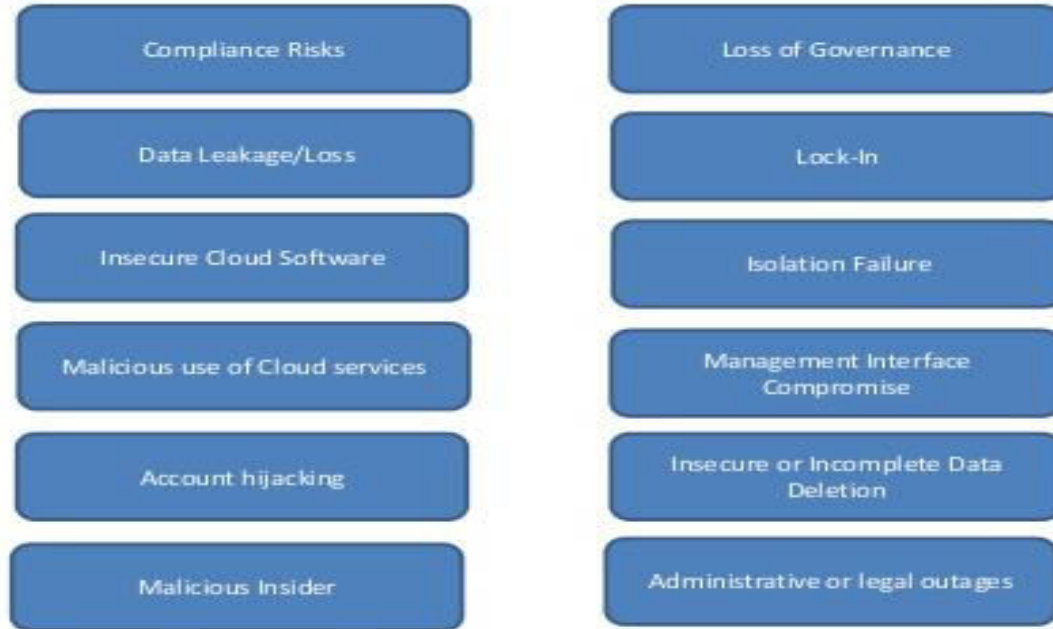 Compliance Risks
Loss of Governance
Data Leakage/Loss
Lock-In
Insecure Cloud Software
Isolation Failure
Malicious use of Cloud services
Management Interface
Compromise
Account hijacking
Insecure or Incomplete Data
Deletion
Malicious Insider
Administrative or legal outages